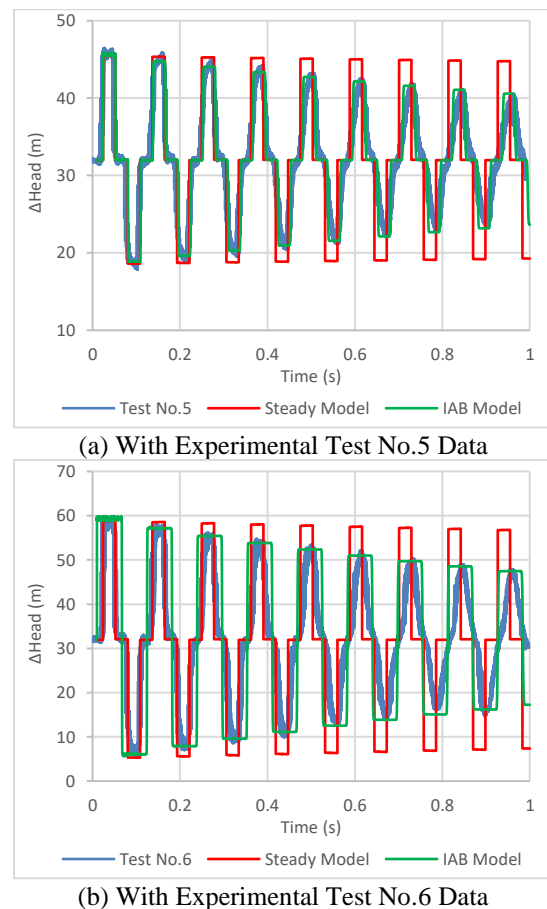 50
40
ΔHead (m)
30
20
10
0 0.2 0.4 0.6 0.8 1
Time (s)
Test No.5 Steady Model IAB Model
(a) With Experimental Test No.5 Data
70
60
50
ΔHead (m)
40
30
20
10
0
0 0.2 0.4 0.6 0.8 1
Time (s)
Test No.6 Steady Model IAB Model
(b) With Experimental Test No.6 Data